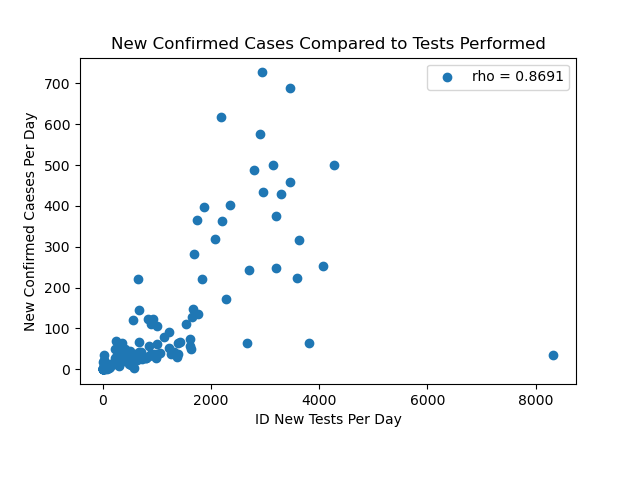 New Confirmed Cases Compared to Tests Performed
rho = 0.8691
New Confirmed Caeses Per Day
700
600
500
400
300
200
100
0
0 2000 4000 6000 8000
ID New Tests Per Day